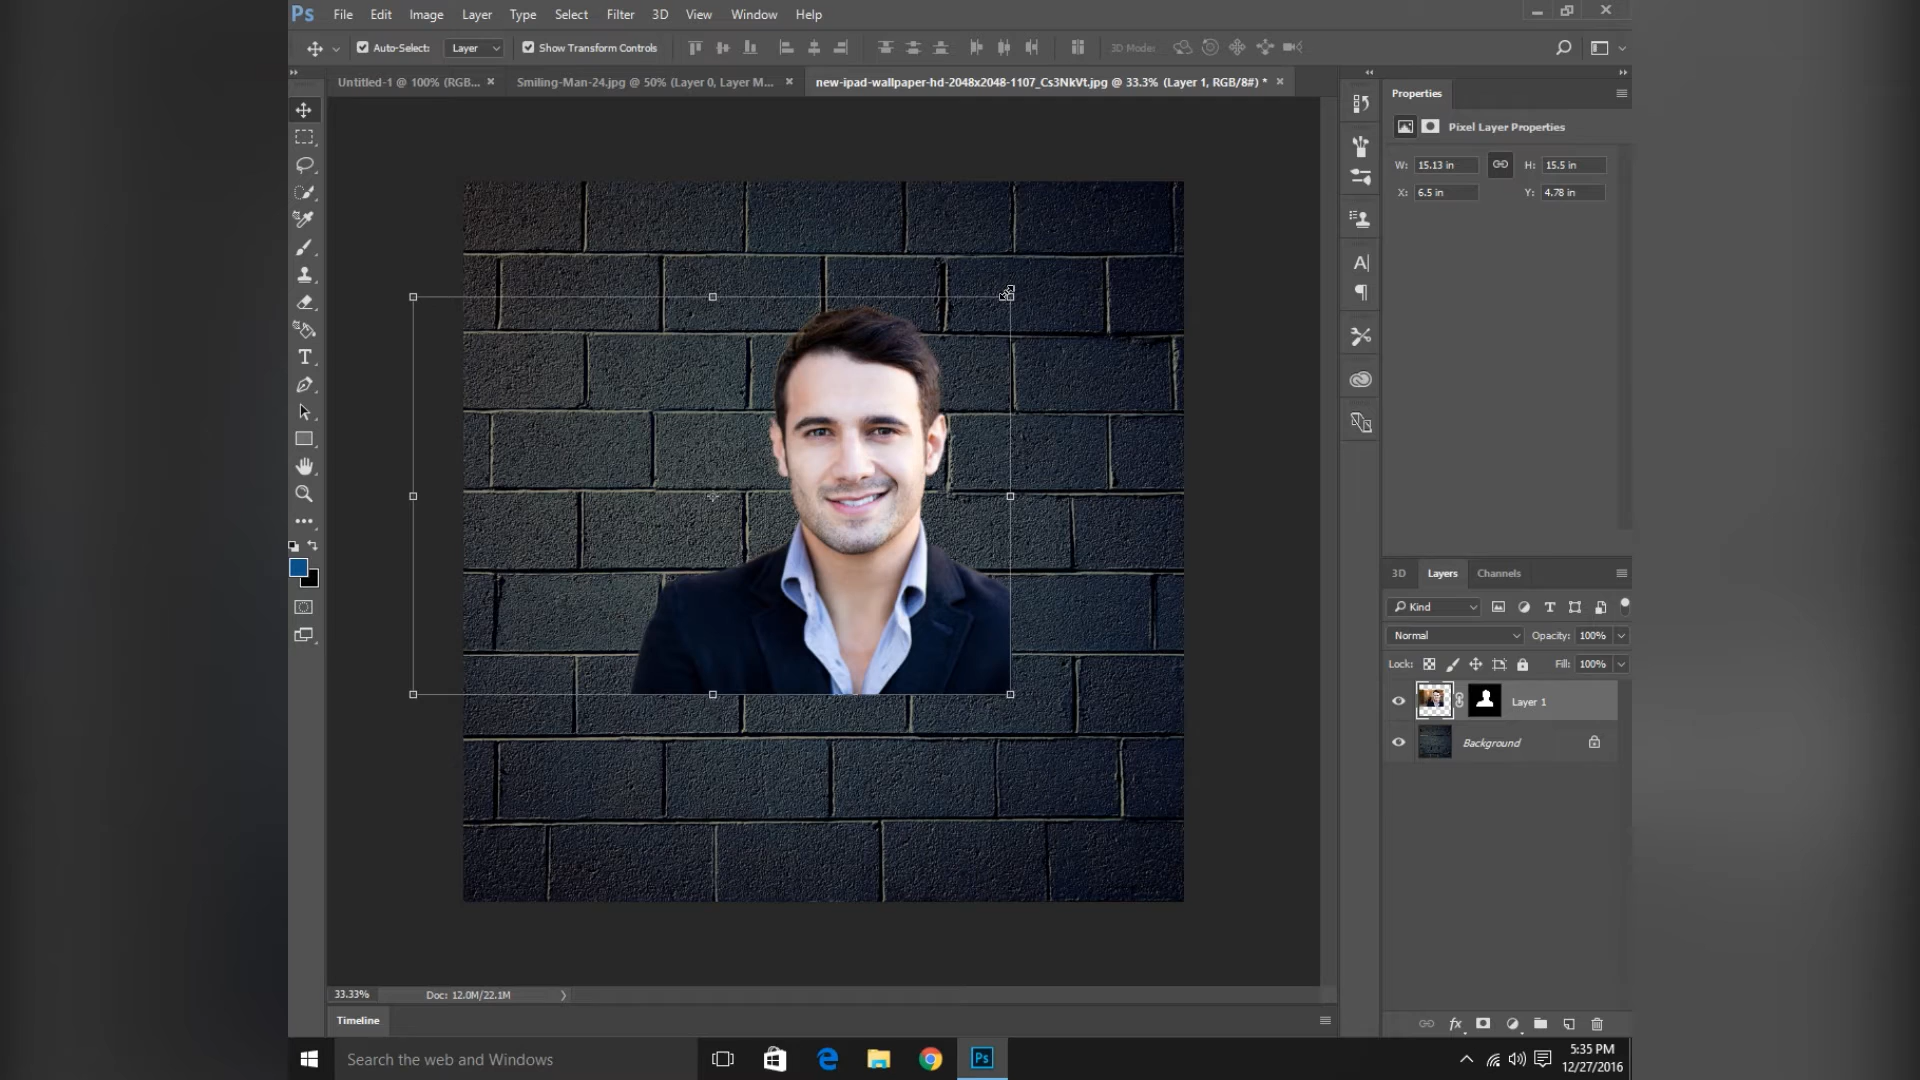 Ps File Edit Image Layer Type Select Filter 3D View Window Help
Auto-Select: Layer Show Transform Controls 3D Mode:
Untitled-1 @ 100% (RGB... × Smiling-Man-24.jpg @ 50% (Layer 0, Layer M... × new-ipad-wallpaper-hd-2048x2048-1107_Cs3NkVt.jpg @ 33.3% (Layer 1, RGB/8#) * ×
Properties
Pixel Layer Properties
W: 15.13 in H: 15.5 in
X: 6.5 in Y: 4.78 in
3D Layers Channels
Kind
Normal Opacity: 100%
Lock: Fill: 100%
Layer 1
Background
33.33% Doc: 12.0M/22.1M
Timeline
Search the web and Windows
Ps
5:35 PM
12/27/2016